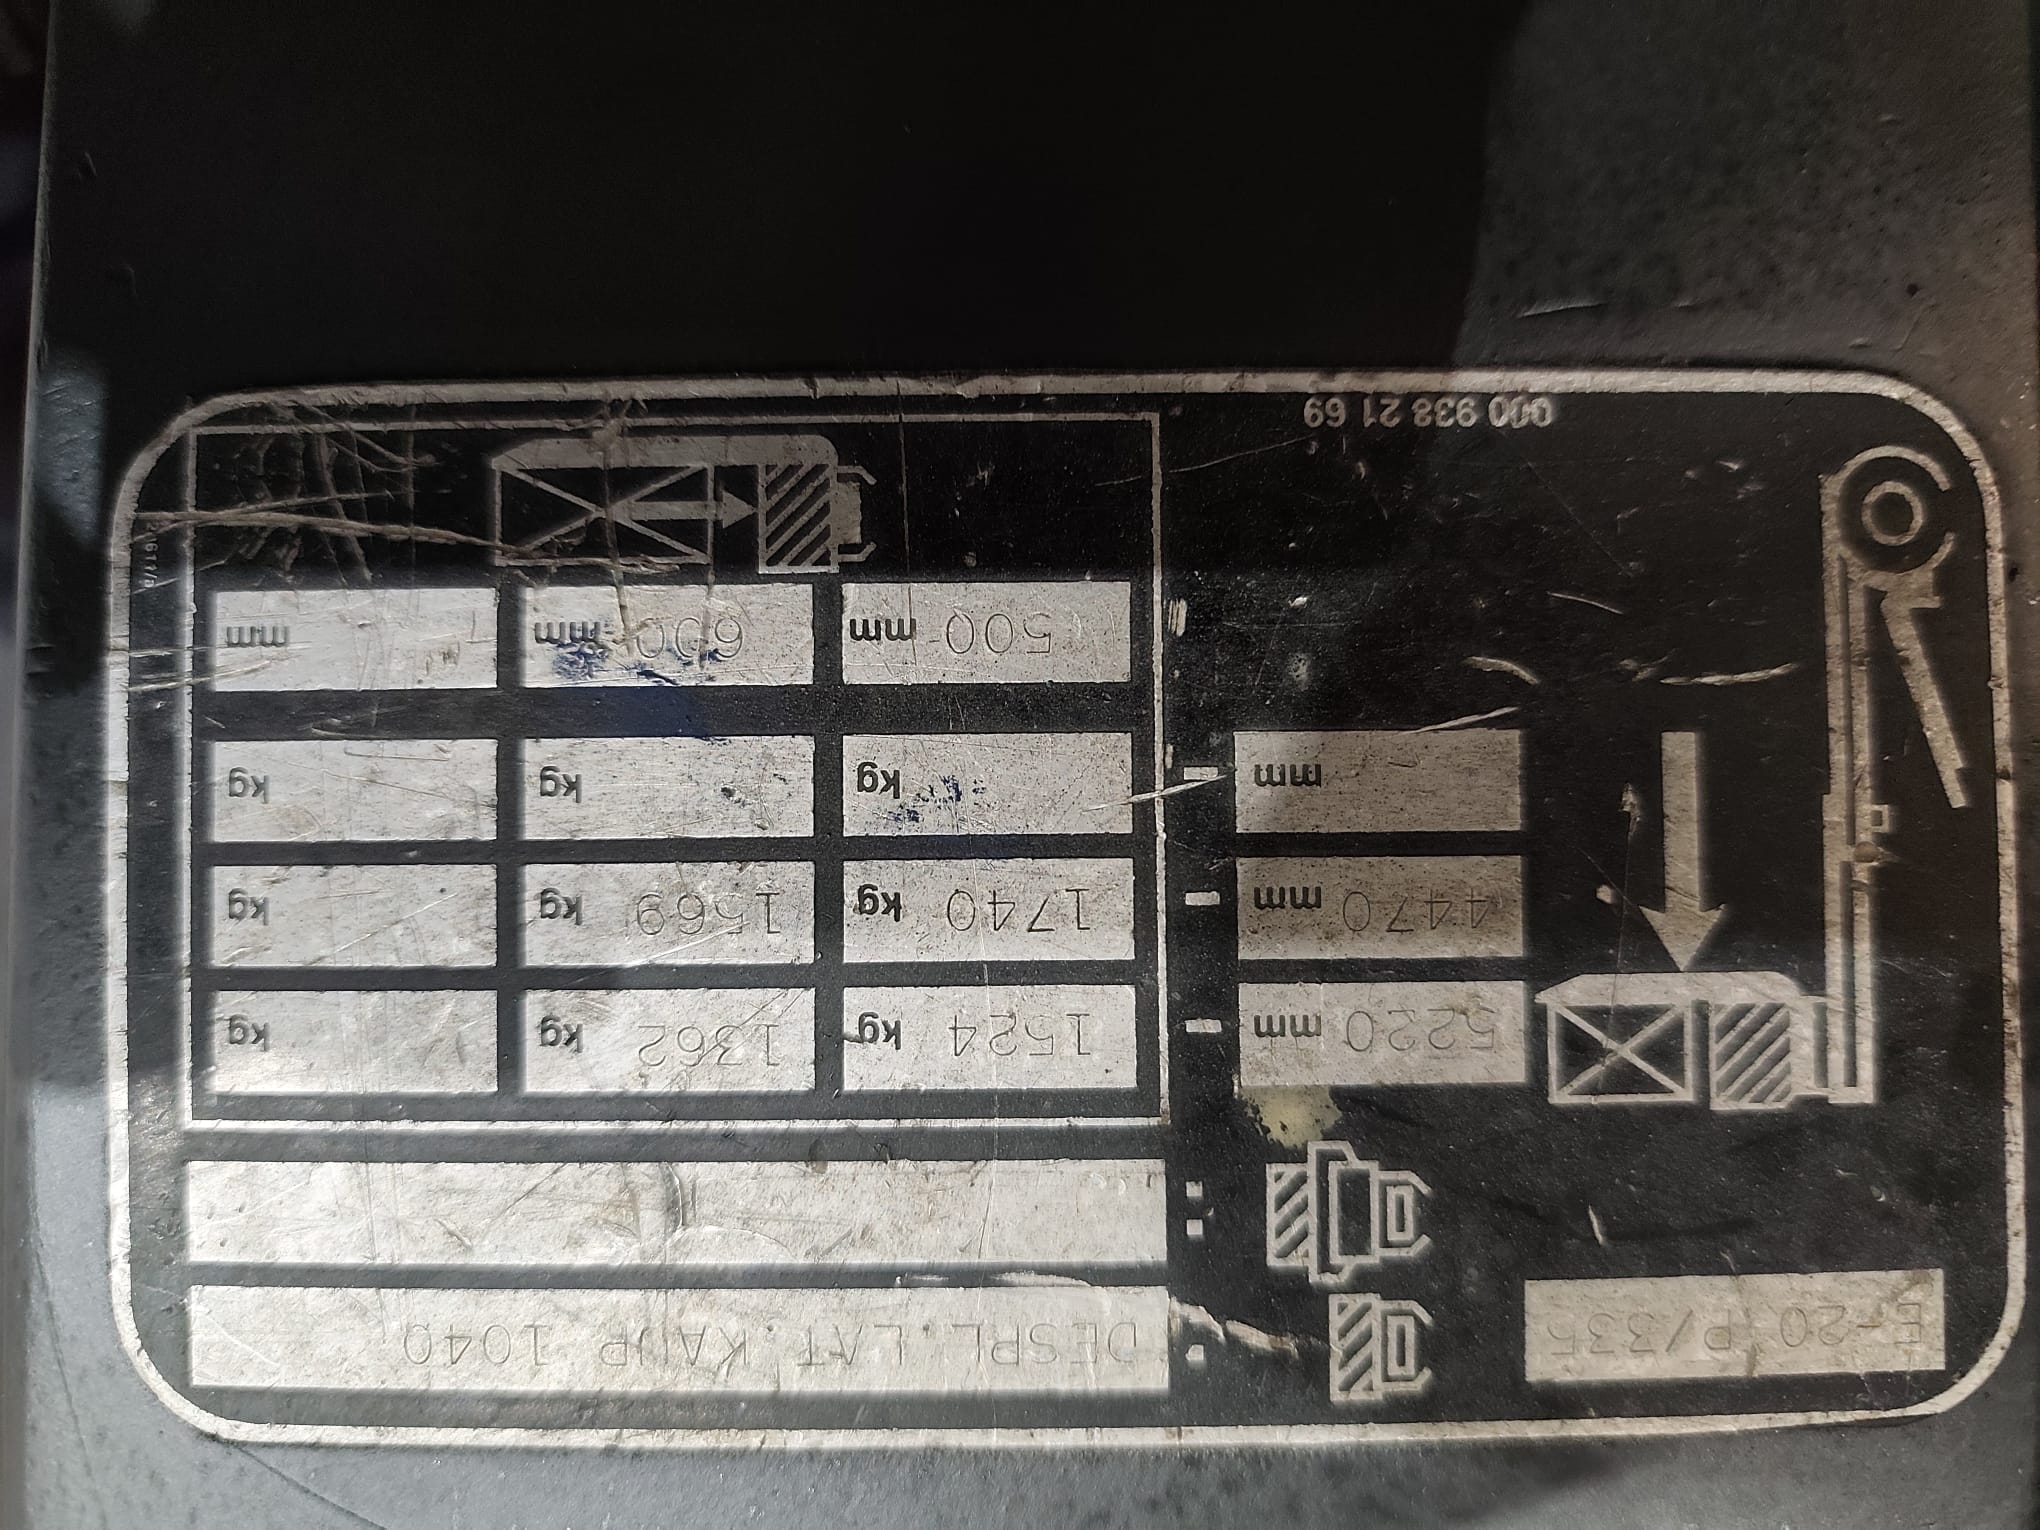 E-20 P/335 DESPL.LAT.KAUP 1040
5220 mm 1524 kg 1362 kg kg
4470 mm 1740 kg 1569 kg kg
mm kg kg kg
500 mm 600 mm mm
000 938 21 69